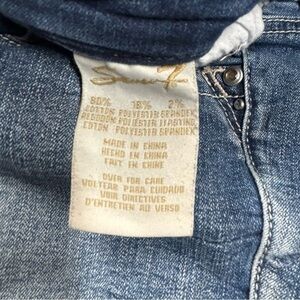 Seven7
80% 18% 2%
COTTON POLYESTER SPANDEX
ALGODON POLIESTER ELASTINO
COTON POLYESTER SPANDEX
MADE IN CHINA
HECHO EN CHINA
FAIT EN CHINE
OVER FOR CARE
VOLTEAR PARA CUIDADO
VOIR DIRECTIVES
D'ENTRETIEN AU VERSO